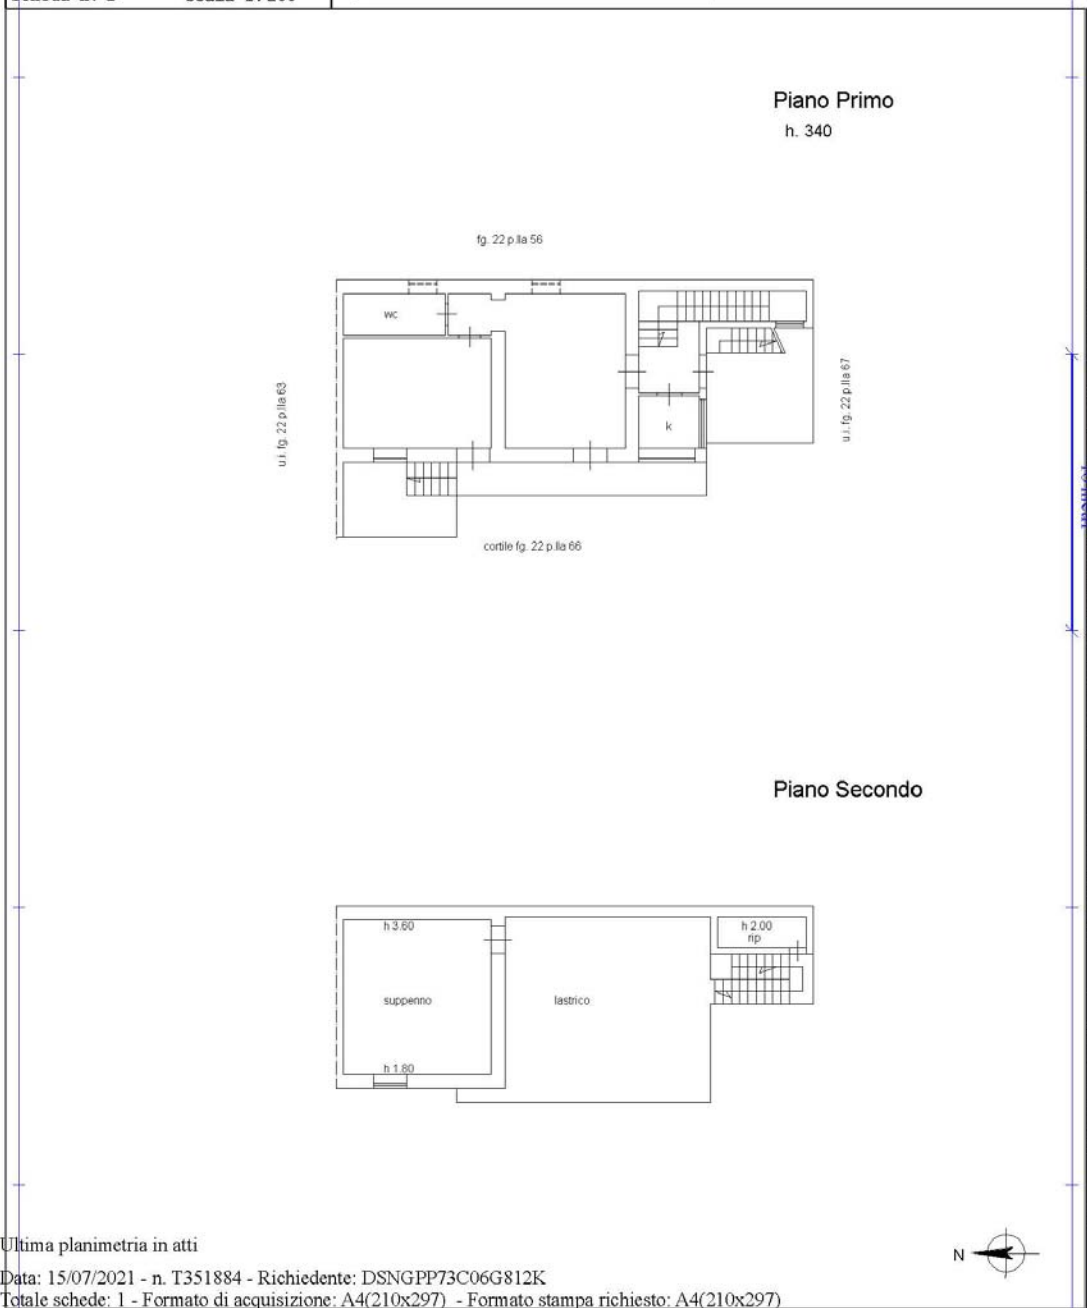 Piano Primo
h. 340
fg. 22 p.lla 56
wc
u.i. fg. 22 p.lla 63
u.i. fg. 22 p.lla 67
k
cortile fg. 22 p.lla 66
Piano Secondo
h 3.60
h 2.00
rip
suppenno
lastrico
h 1.80
Ultima planimetria in atti
N
Data: 15/07/2021 - n. T351884 - Richiedente: DSNGPP73C06G812K
Totale schede: 1 - Formato di acquisizione: A4(210x297) - Formato stampa richiesto: A4(210x297)